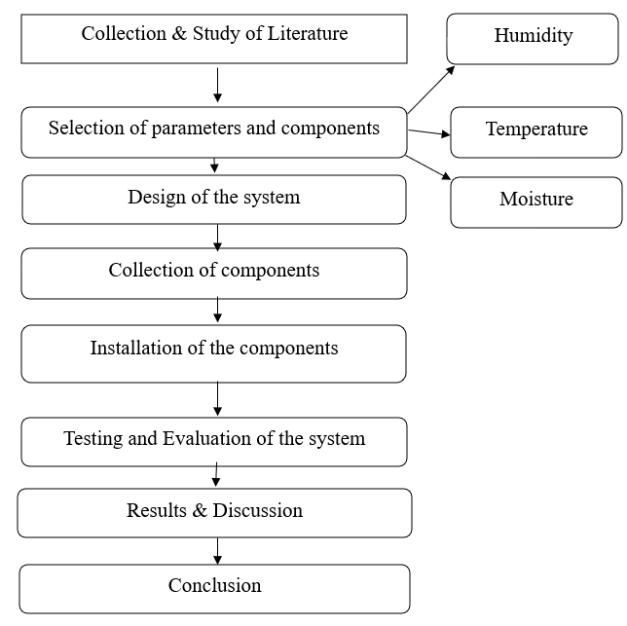 Collection & Study of Literature
Humidity
Selection of parameters and components
Temperature
Design of the system
Moisture
Collection of components
Installation of the components
Testing and Evaluation of the system
Results & Discussion
Conclusion